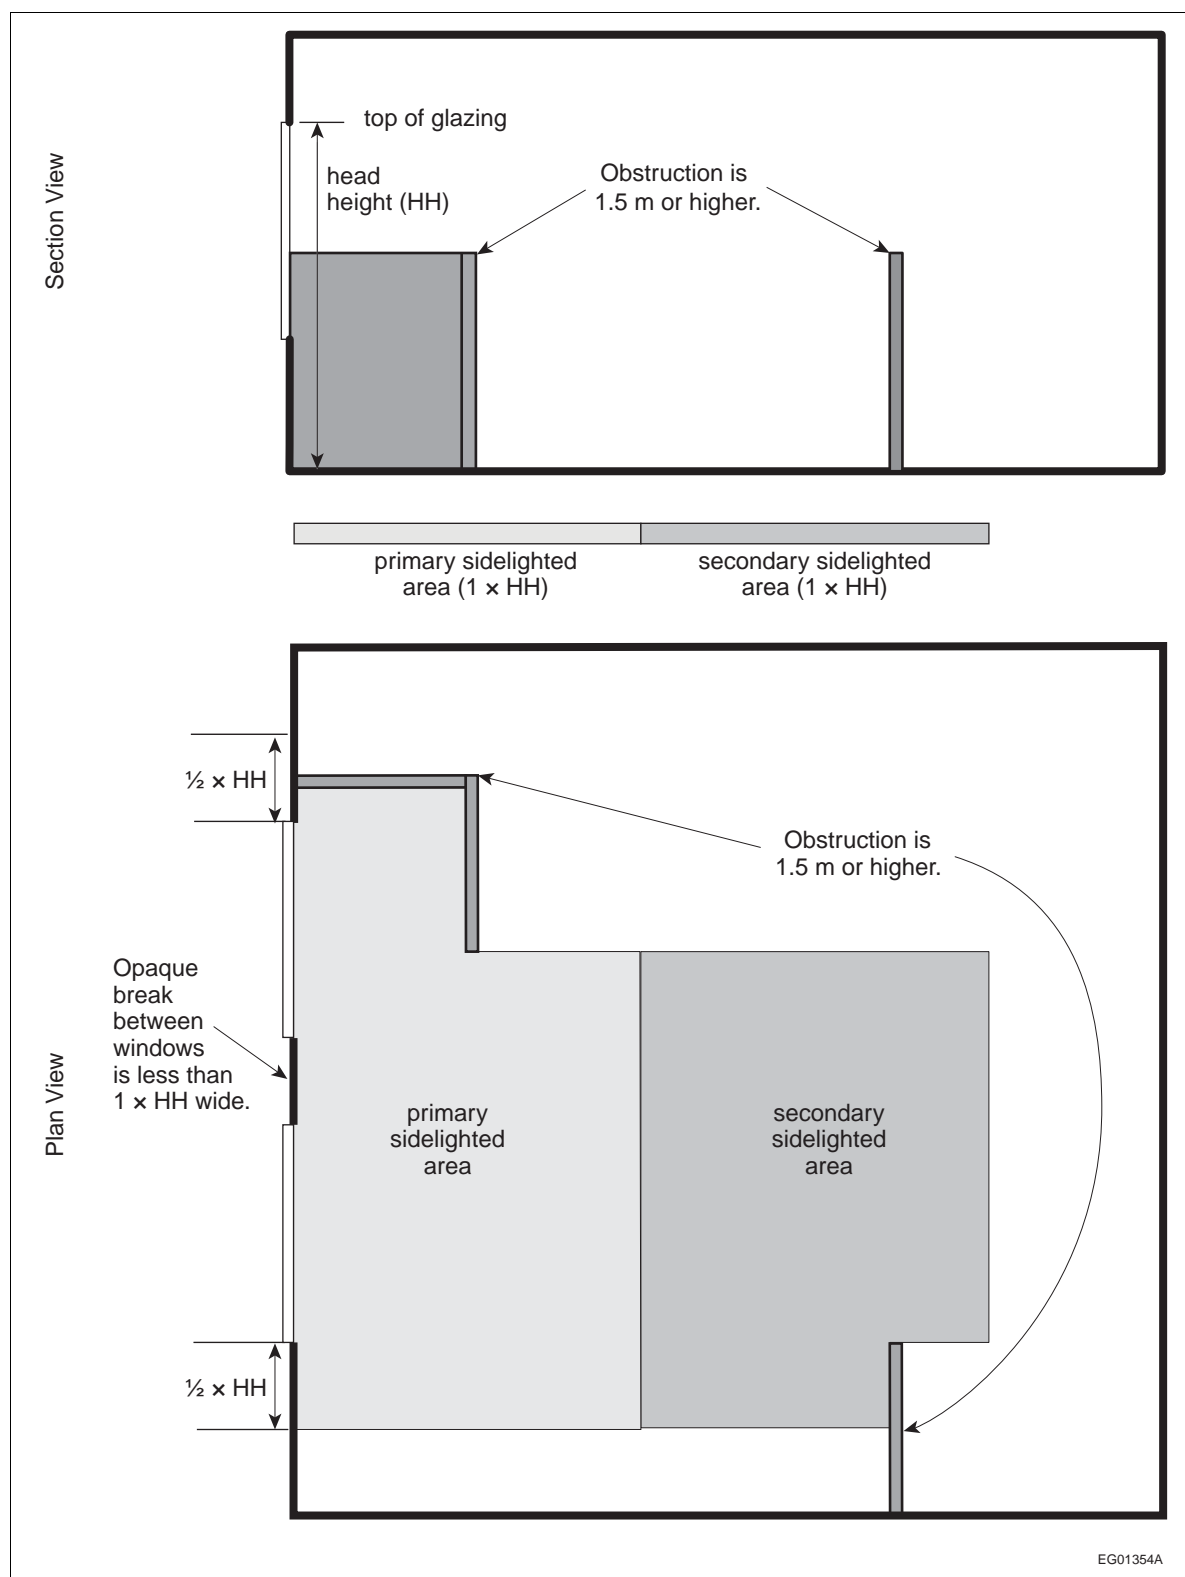 Section View
top of glazing
head
height (HH)
Obstruction is
1.5 m or higher.
primary sidelighted
area (1 × HH)
secondary sidelighted
area (1 × HH)
Plan View
½ × HH
Obstruction is
1.5 m or higher.
Opaque
break
between
windows
is less than
1 × HH wide.
primary
sidelighted
area
secondary
sidelighted
area
½ × HH
EG01354A